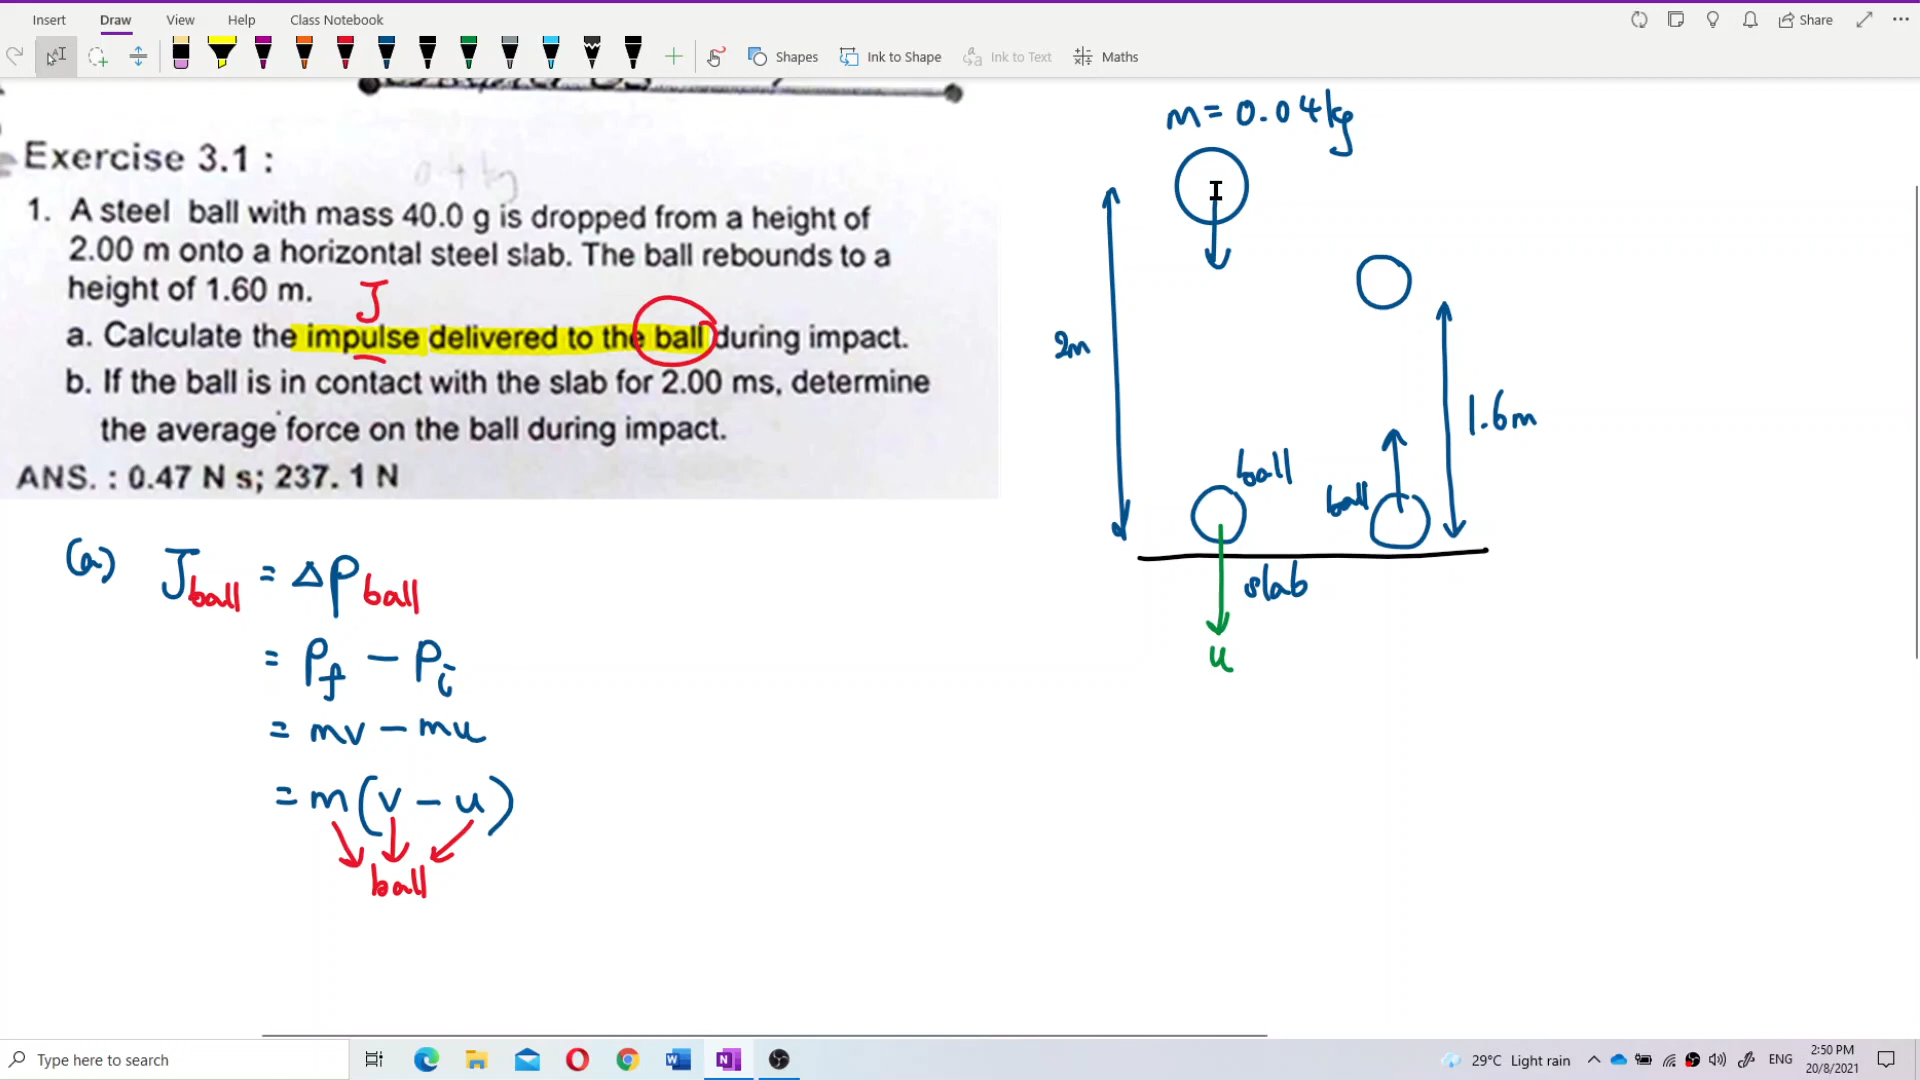 Insert Draw View Help Class Notebook Share
Shapes Ink to Shape Ink to Text Maths
Exercise 3.1 :
1. A steel ball with mass 40.0 g is dropped from a height of
2.00 m onto a horizontal steel slab. The ball rebounds to a
height of 1.60 m.
J
a. Calculate the impulse delivered to the ball during impact.
b. If the ball is in contact with the slab for 2.00 ms, determine
the average force on the ball during impact.
ANS. : 0.47 N s; 237. 1 N
m = 0.04kg
2m
1.6m
ball
ball
slab
u
(a) J ball = Δp ball
= Pf - Pi
= mv - mu
= m(v - u)
ball
Type here to search
29°C Light rain
ENG
2:50 PM
20/8/2021